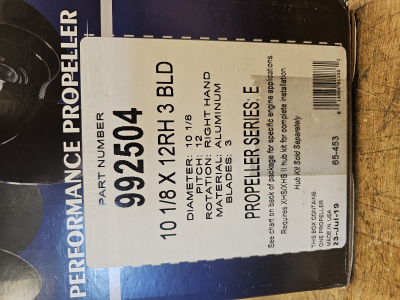 PERFORMANCE PROPELLER
PART NUMBER
992504
10 1/8 X 12RH 3 BLD
DIAMETER: 10 1/8
PITCH: 12
ROTATION: RIGHT HAND
MATERIAL: ALUMINUM
BLADES: 3
PROPELLER SERIES: E
See chart on back of package for specific engine applications.
Requires XHS/XHS II hub kit for complete installation.
Hub Kit Sold Separately
65-453
THIS BOX CONTAINS
ONE PROPELLER
MADE IN USA
23-Jul-19